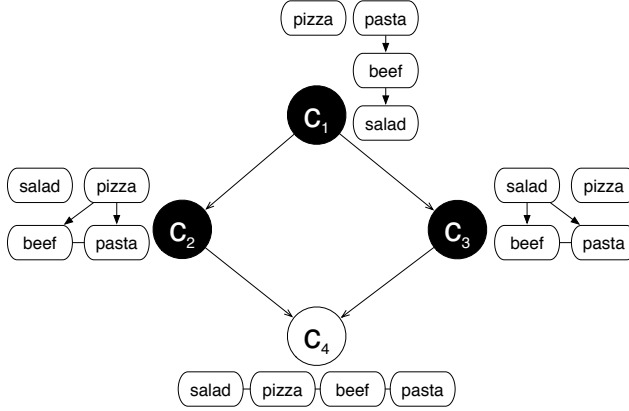 pizza pasta
beef
salad
C1
salad pizza
beef pasta
C2
C3
salad pizza
beef pasta
C4
salad pizza beef pasta